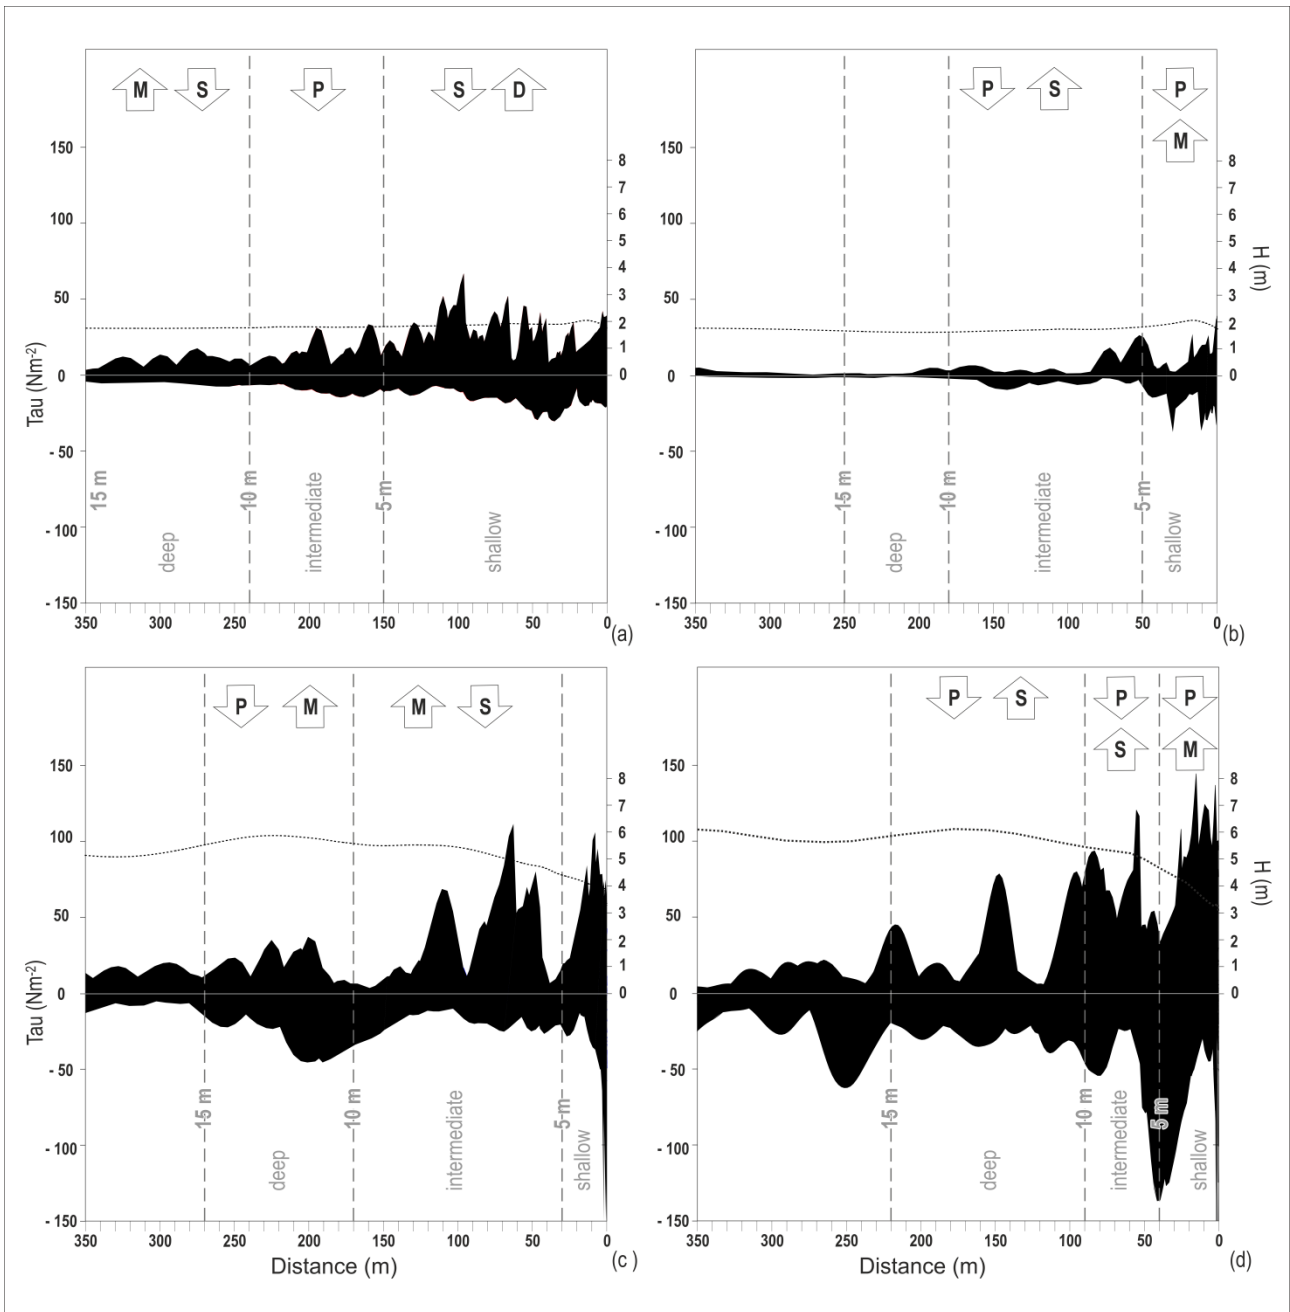 M S P S D
150
100
50
0
- 50
- 100
- 150
Tau (Nm-2)
8
7
6
5
4
3
2
1
0
15 m
10 m
5 m
deep
intermediate
shallow
350 300 250 200 150 100 50 0
(a)
P S P
M
150
100
50
0
- 50
- 100
- 150
8
7
6
5
4
3
2
1
0
H (m)
15 m
10 m
5 m
deep
intermediate
shallow
350 300 250 200 150 100 50 0
(b)
P M M S
150
100
50
0
- 50
- 100
- 150
Tau (Nm-2)
8
7
6
5
4
3
2
1
0
15 m
10 m
5 m
deep
intermediate
shallow
350 300 250 200 150 100 50 0
Distance (m)
(c )
P S P P
S M
150
100
50
0
- 50
- 100
- 150
8
7
6
5
4
3
2
1
0
H (m)
15 m
10 m
5 m
deep
intermediate
shallow
350 300 250 200 150 100 50 0
Distance (m)
(d)